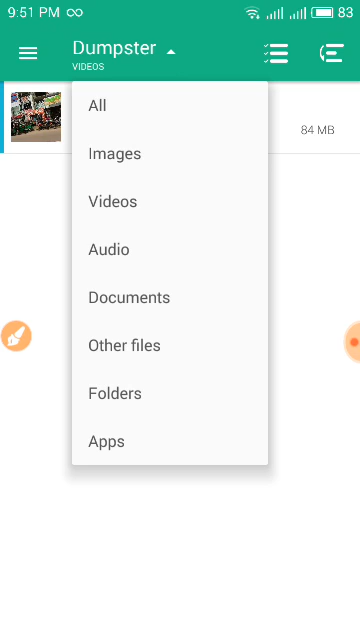 9:51 PM
83
Dumpster
VIDEOS
84 MB
All
Images
Videos
Audio
Documents
Other files
Folders
Apps